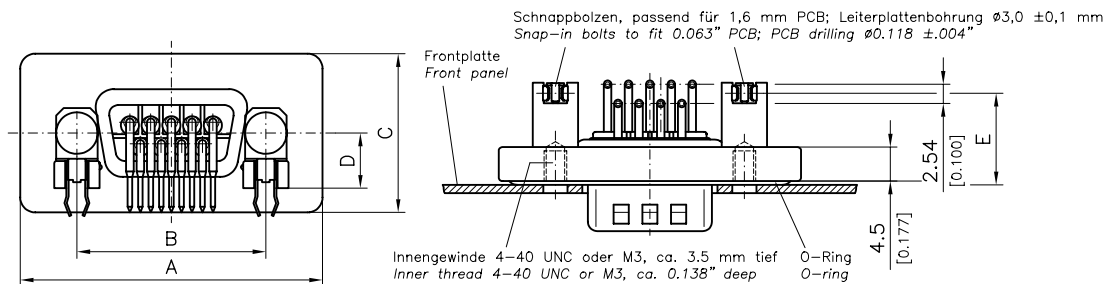 Schnappbolzen, passend für 1,6 mm PCB; Leiterplattenbohrung ø3,0 ±0,1 mm
Snap-in bolts to fit 0.063" PCB; PCB drilling ø0.118 ±.004"
Frontplatte
Front panel
A
B
C
D
E
2.54
[0.100]
4.5
[0.177]
Innengewinde 4-40 UNC oder M3, ca. 3.5 mm tief
Inner thread 4-40 UNC or M3, ca. 0.138" deep
O-Ring
O-ring